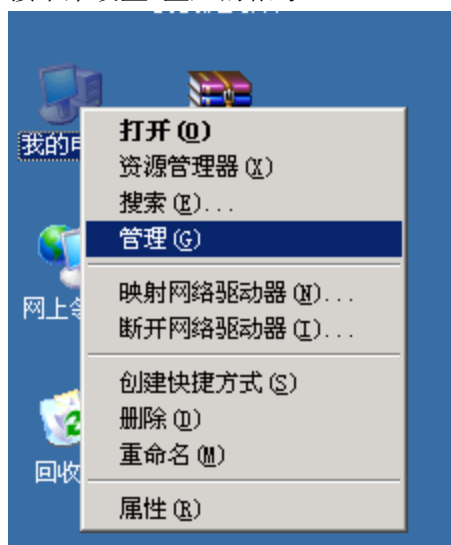 我的电
打开(O)
资源管理器(X)
搜索(E)...
管理(G)
网上邻
映射网络驱动器(N)...
断开网络驱动器(I)...
创建快捷方式(S)
删除(D)
重命名(M)
回收
属性(R)